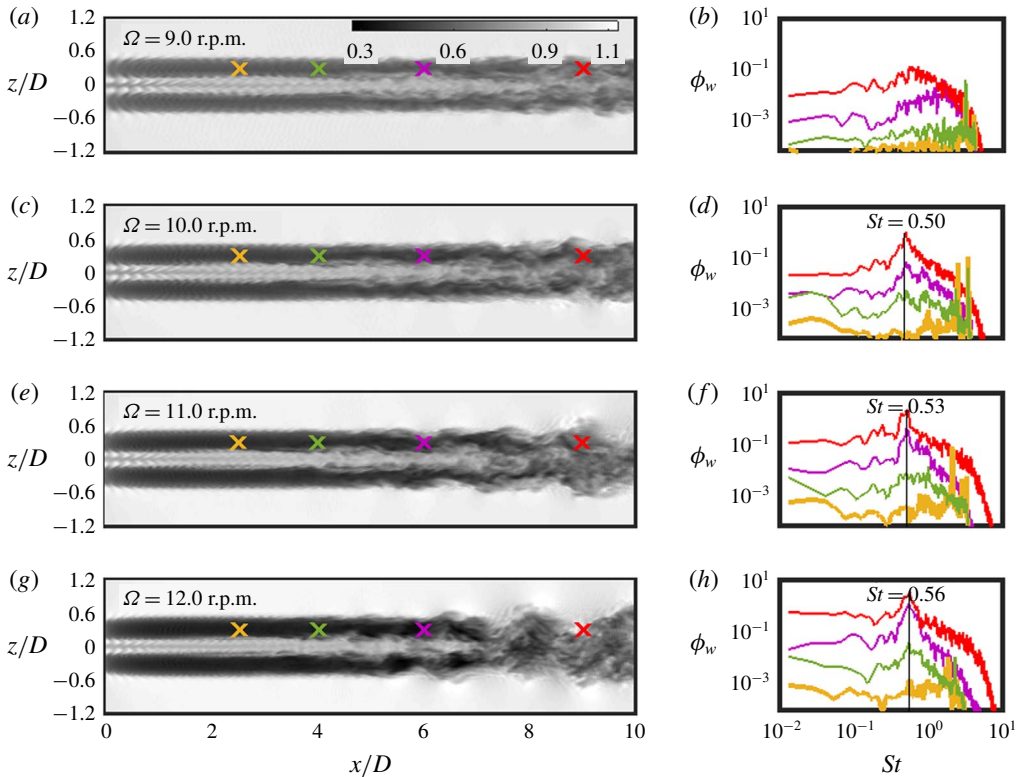 (a) 1.2 Ω = 9.0 r.p.m. 0.3 0.6 0.9 1.1
0.6
z/D 0
−0.6
−1.2
(b) 10^1
ϕ_w 10^−1
10^−3
(c) 1.2 Ω = 10.0 r.p.m.
0.6
z/D 0
−0.6
−1.2
(d) 10^1 St = 0.50
ϕ_w 10^−1
10^−3
(e) 1.2 Ω = 11.0 r.p.m.
0.6
z/D 0
−0.6
−1.2
(f) 10^1 St = 0.53
ϕ_w 10^−1
10^−3
(g) 1.2 Ω = 12.0 r.p.m.
0.6
z/D 0
−0.6
−1.2
0 2 4 6 8 10
x/D
(h) 10^1 St = 0.56
ϕ_w 10^−1
10^−3
10^−2 10^−1 10^0 10^1
St